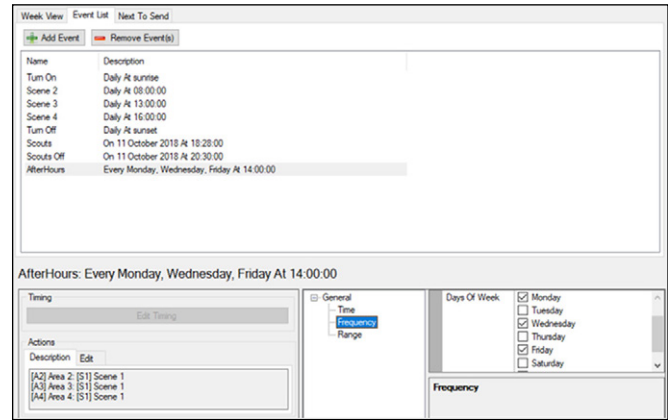 Week View Event List Next To Send
Add Event Remove Event(s)
Name Description
Turn On Daily At sunrise
Scene 2 Daily At 08:00:00
Scene 3 Daily At 13:00:00
Scene 4 Daily At 16:00:00
Turn Off Daily At sunset
Scouts On 11 October 2018 At 18:28:00
Scouts Off On 11 October 2018 At 20:30:00
AfterHours Every Monday, Wednesday, Friday At 14:00:00
AfterHours: Every Monday, Wednesday, Friday At 14:00:00
Timing
Edit Timing
Actions
Description Edit
[A2] Area 2: [S1] Scene 1
[A3] Area 3: [S1] Scene 1
[A4] Area 4: [S1] Scene 1
General
Time
Frequency
Range
Days Of Week
Monday
Tuesday
Wednesday
Thursday
Friday
Saturday
Frequency